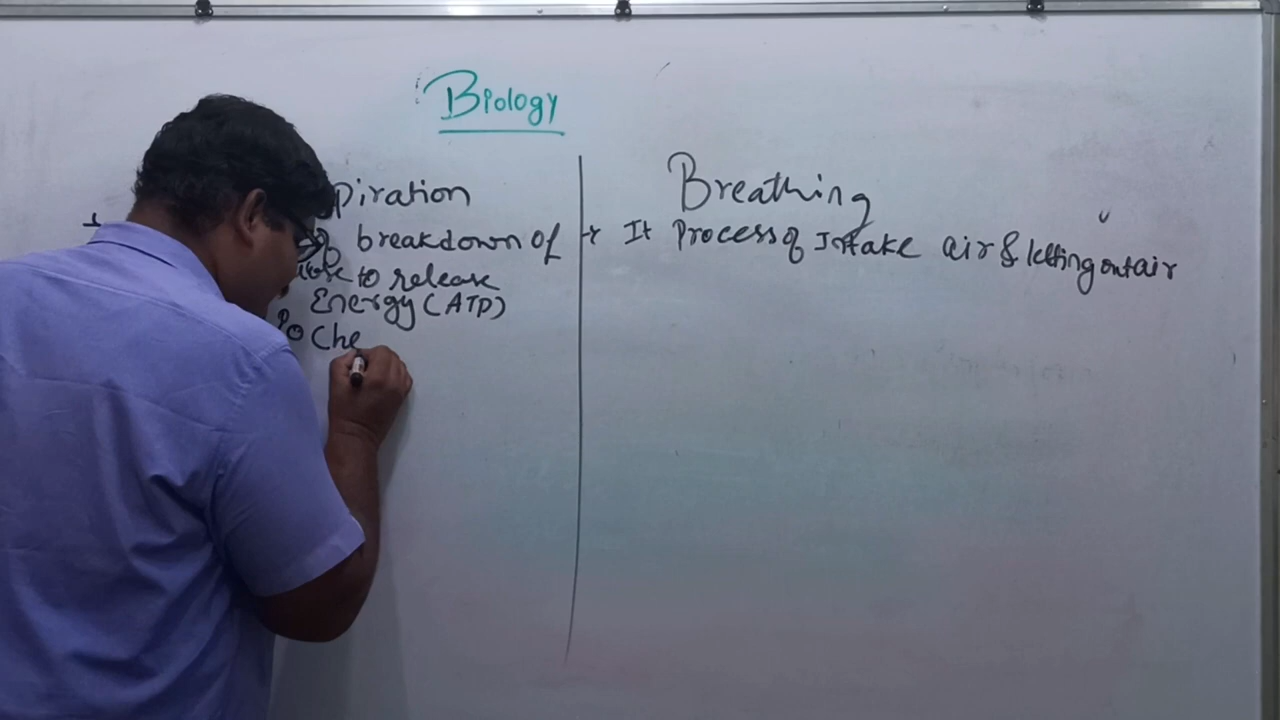 Biology
piration
breakdown of
to release
Energy (ATP)
Che
Breathing
→ It Process of Intake air & letting out air